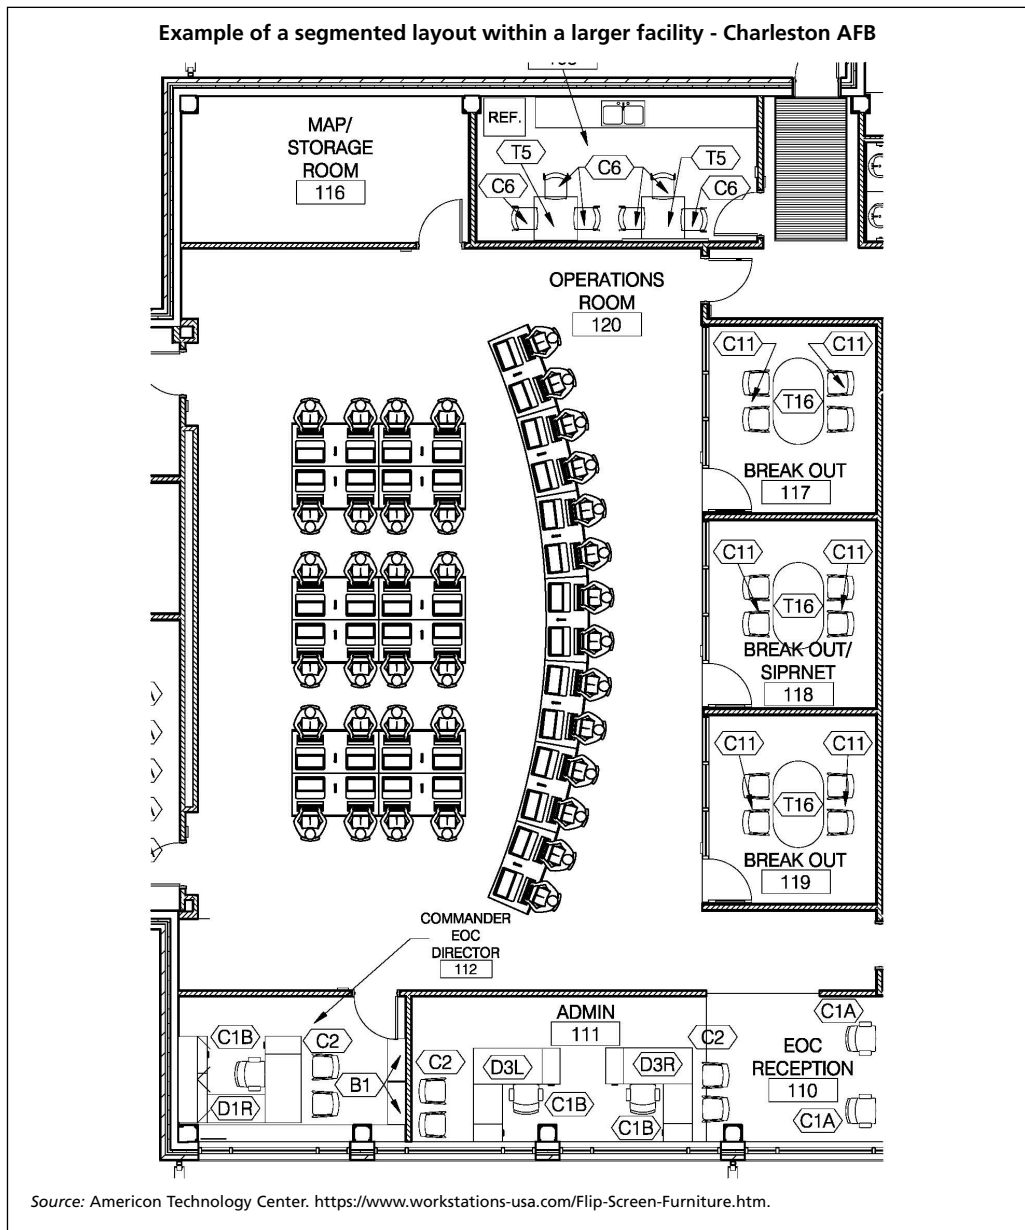 Example of a segmented layout within a larger facility - Charleston AFB
REF.
MAP/
STORAGE
ROOM
116
T5
C6
T5
C6
C6
OPERATIONS
ROOM
120
C11
C11
T16
BREAK OUT
117
C11
C11
T16
BREAK OUT/
SIPRNET
118
C11
C11
T16
BREAK OUT
119
COMMANDER
EOC
DIRECTOR
112
C1B
C2
B1
D1R
ADMIN
111
C2
D3L
D3R
C1B
C1B
C2
C1A
EOC
RECEPTION
110
C1A
Source: Americon Technology Center. https://www.workstations-usa.com/Flip-Screen-Furniture.htm.